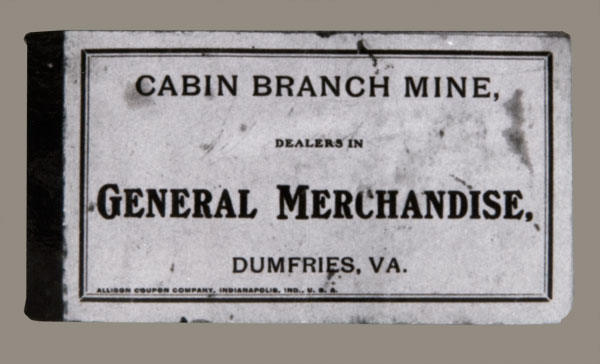 CABIN BRANCH MINE,
DEALERS IN
GENERAL MERCHANDISE,
DUMFRIES, VA.
ALLISON COUPON COMPANY, INDIANAPOLIS, IND., U. S. A.